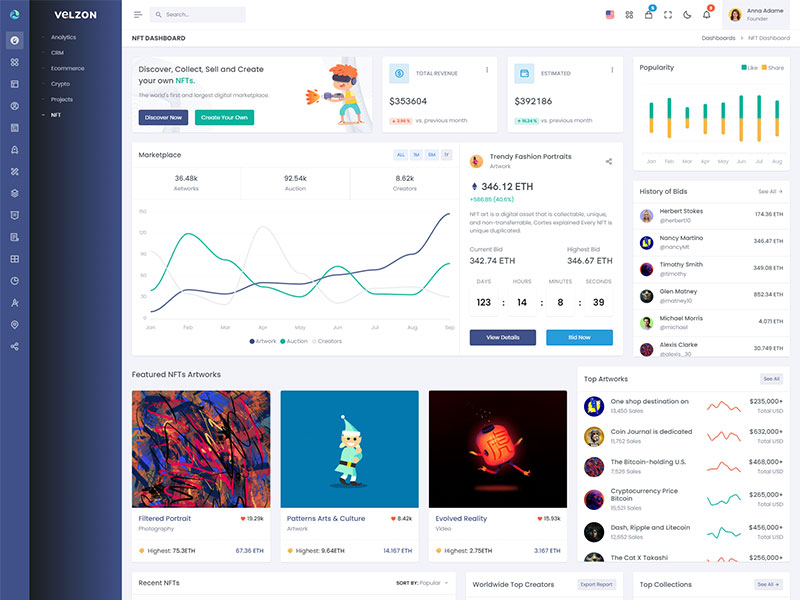 VELZON
Search...
5
Anna Adame
Founder
Analytics
CRM
Ecommerce
Crypto
Projects
NFT
NFT DASHBOARD
Dashboards > NFT Dashboard
Discover, Collect, Sell and Create
your own NFTs.
The world's first and largest digital marketplace.
Discover Now
Create Your Own
TOTAL REVENUE
$353604
vs. previous month
ESTIMATED
$392186
vs. previous month
Popularity
Like
Share
Jan Feb Mar Apr May Jun Jul Aug
Marketplace
ALL 1M 6M 1Y
36.48k
Artworks
92.54k
Auction
8.62k
Creators
150
120
90
60
30
0
Jan Feb Mar Apr May Jun Jul Aug Sep
Artwork Auction Creators
Trendy Fashion Portraits
Artwork
346.12 ETH
+586.85 (40.6%)
NFT art is a digital asset that is collectable, unique,
and non-transferrable, Cortes explained Every NFT is
unique duplicated.
Current Bid
342.74 ETH
Highest Bid
346.67 ETH
DAYS HOURS MINUTES SECONDS
123 : 14 : 8 : 39
View Details
Bid Now
History of Bids
See All →
Herbert Stokes
@herbert10
174.36 ETH
Nancy Martino
@nancyMt
346.47 ETH
Timothy Smith
@timothy
349.08 ETH
Glen Matney
@matney10
852.34 ETH
Michael Morris
@michael
4.071 ETH
Alexis Clarke
@alexis_30
30.749 ETH
Featured NFTs Artworks
Filtered Portrait
19.29k
Photography
Highest: 75.3ETH
67.36 ETH
Patterns Arts & Culture
8.42k
Artwork
Highest: 9.64ETH
14.167 ETH
Evolved Reality
15.93k
Video
Highest: 2.75ETH
3.167 ETH
Top Artworks
See All
One shop destination on
13,450 Sales
$235,000+
Total USD
Coin Journal is dedicated
11,752 Sales
$632,000+
Total USD
The Bitcoin-holding U.S.
7,526 Sales
$468,000+
Total USD
Cryptocurrency Price
Bitcoin
15,521 Sales
$265,000+
Total USD
Dash, Ripple and Litecoin
12,652 Sales
$456,000+
Total USD
The Cat X Takashi
$256,000+
Recent NFTs
SORT BY: Popular
Worldwide Top Creators
Export Report
Top Collections
See All →